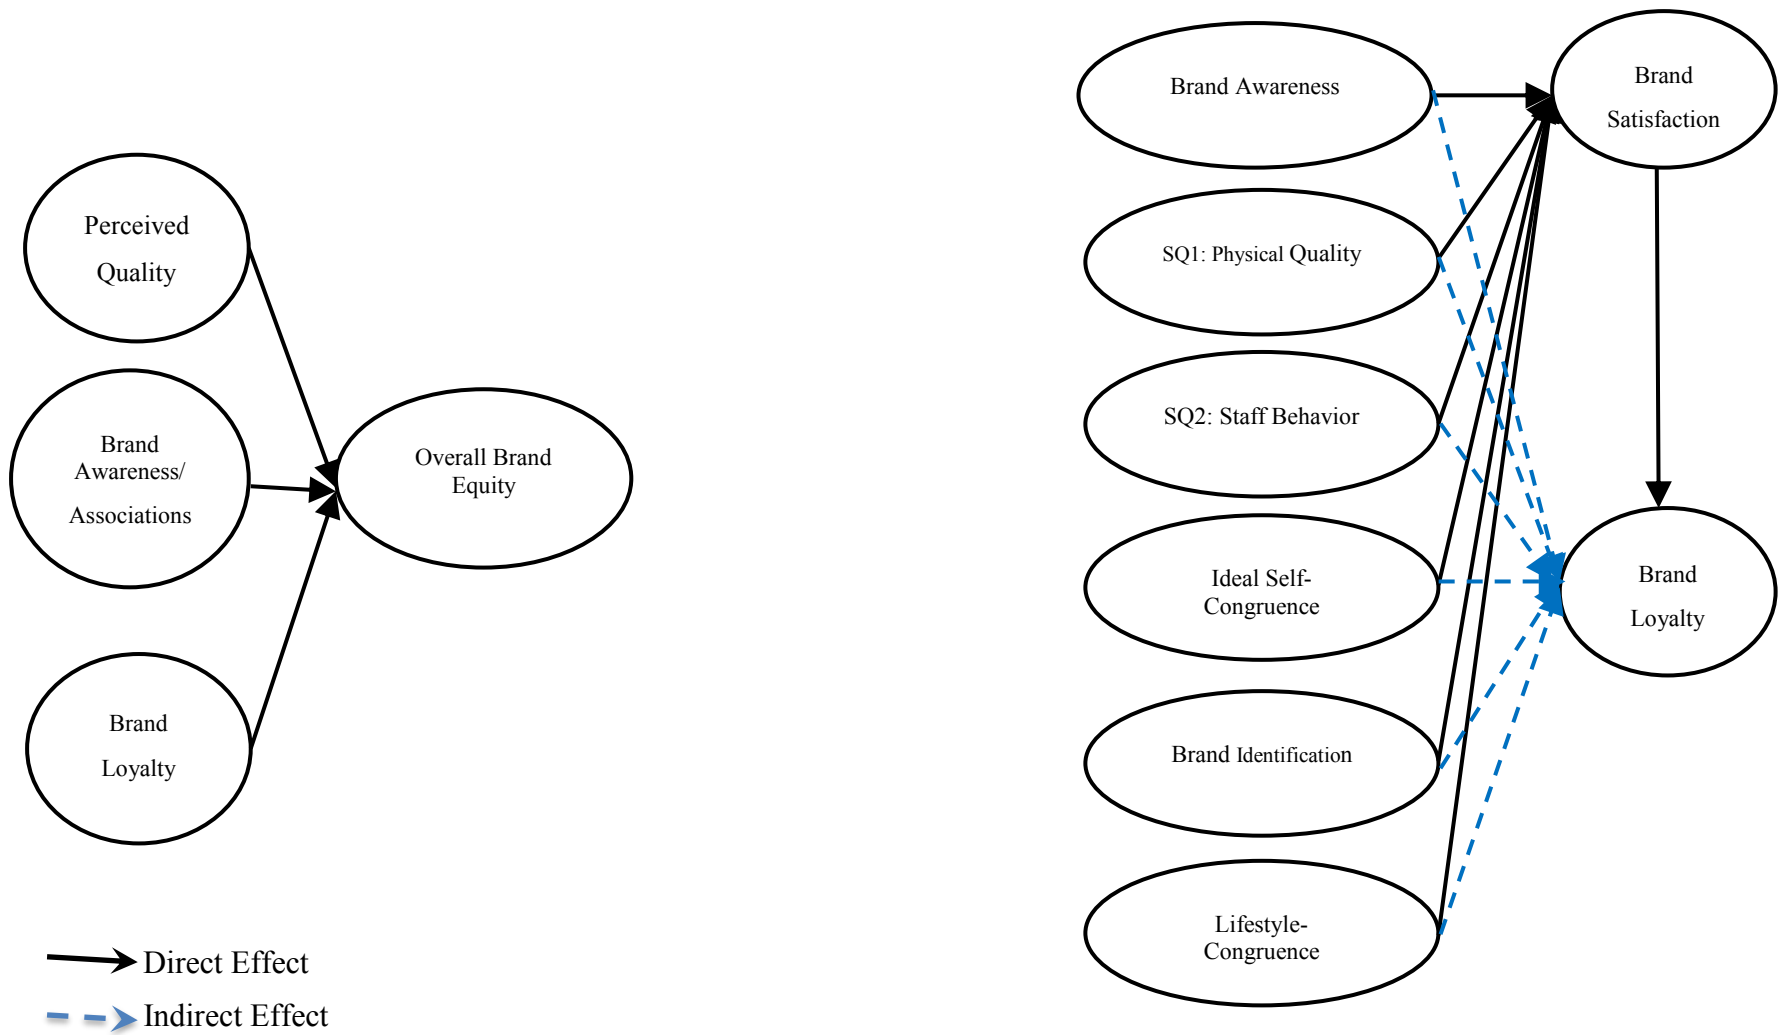 Perceived
Quality
Brand
Awareness/
Associations
Brand
Loyalty
Overall Brand
Equity
Direct Effect
Indirect Effect
Brand Awareness
SQ1: Physical Quality
SQ2: Staff Behavior
Ideal Self-
Congruence
Brand Identification
Lifestyle-
Congruence
Brand
Satisfaction
Brand
Loyalty